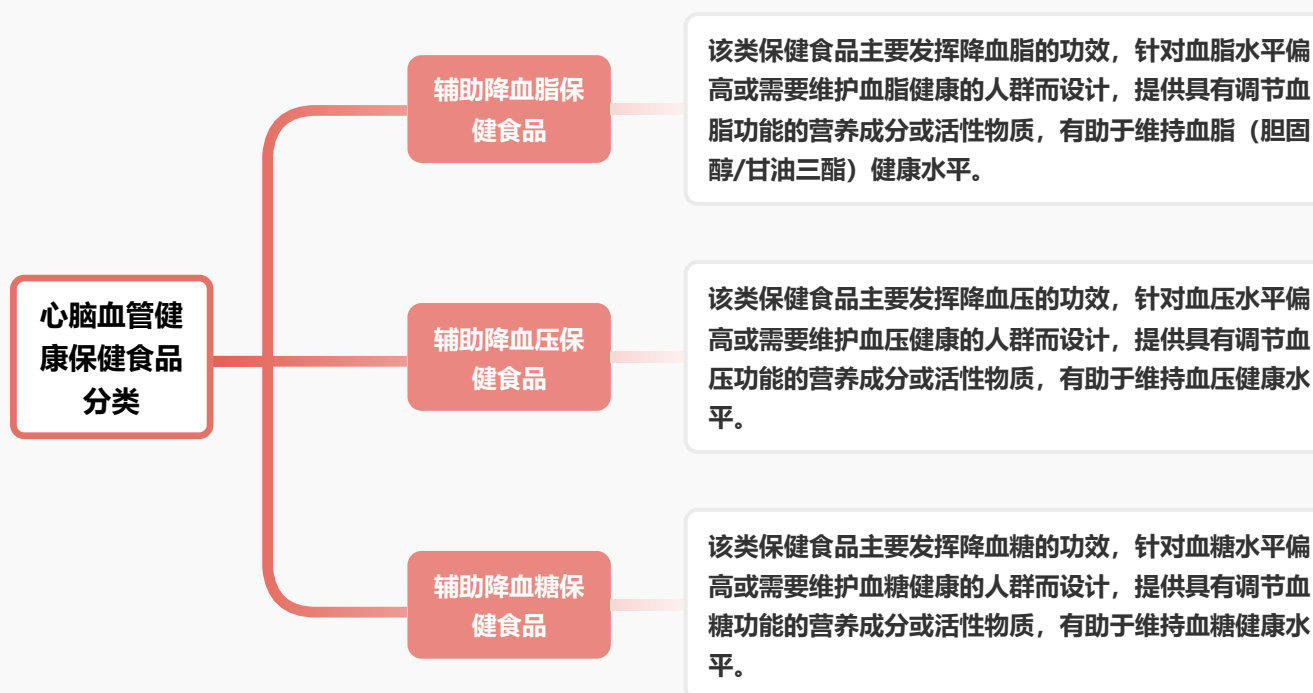 心脑血管健
康保健食品
分类
辅助降血脂保
健食品
该类保健食品主要发挥降血脂的功效，针对血脂水平偏
高或需要维护血脂健康的人群而设计，提供具有调节血
脂功能的营养成分或活性物质，有助于维持血脂（胆固
醇/甘油三酯）健康水平。
辅助降血压保
健食品
该类保健食品主要发挥降血压的功效，针对血压水平偏
高或需要维护血压健康的人群而设计，提供具有调节血
压功能的营养成分或活性物质，有助于维持血压健康水
平。
辅助降血糖保
健食品
该类保健食品主要发挥降血糖的功效，针对血糖水平偏
高或需要维护血糖健康的人群而设计，提供具有调节血
糖功能的营养成分或活性物质，有助于维持血糖健康水
平。